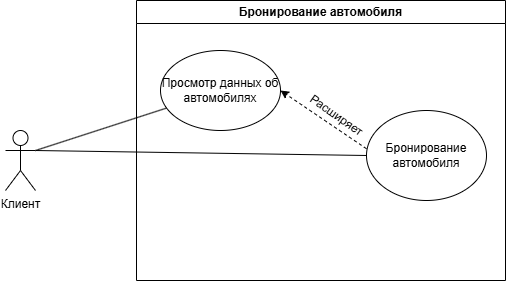 Бронирование автомобиля
Просмотр данных об
автомобилях
Расширяет
Бронирование
автомобиля
Клиент